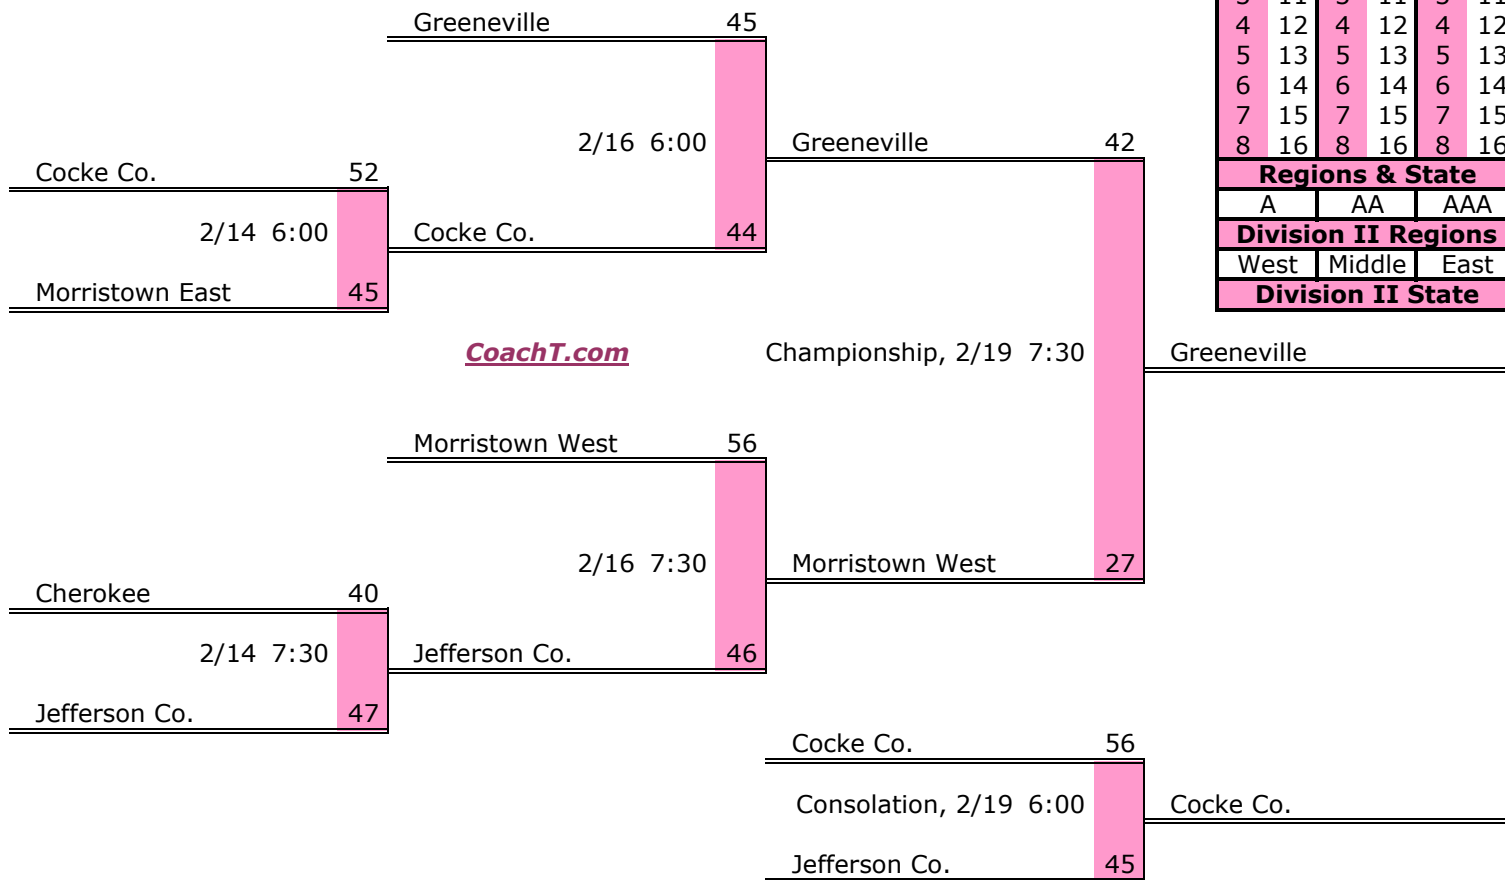 Greeneville 45
2/16 6:00
Cocke Co. 52
2/14 6:00
Morristown East 45
Cocke Co. 44
Greeneville 42
CoachT.com
Championship, 2/19 7:30
Greeneville
Morristown West 56
2/16 7:30
Morristown West 27
Cherokee 40
2/14 7:30
Jefferson Co. 46
Jefferson Co. 47
Cocke Co. 56
Consolation, 2/19 6:00
Cocke Co.
Jefferson Co. 45
4 12 4 12 4 12
5 13 5 13 5 13
6 14 6 14 6 14
7 15 7 15 7 15
8 16 8 16 8 16
Regions & State
A AA AAA
Division II Regions
West Middle East
Division II State